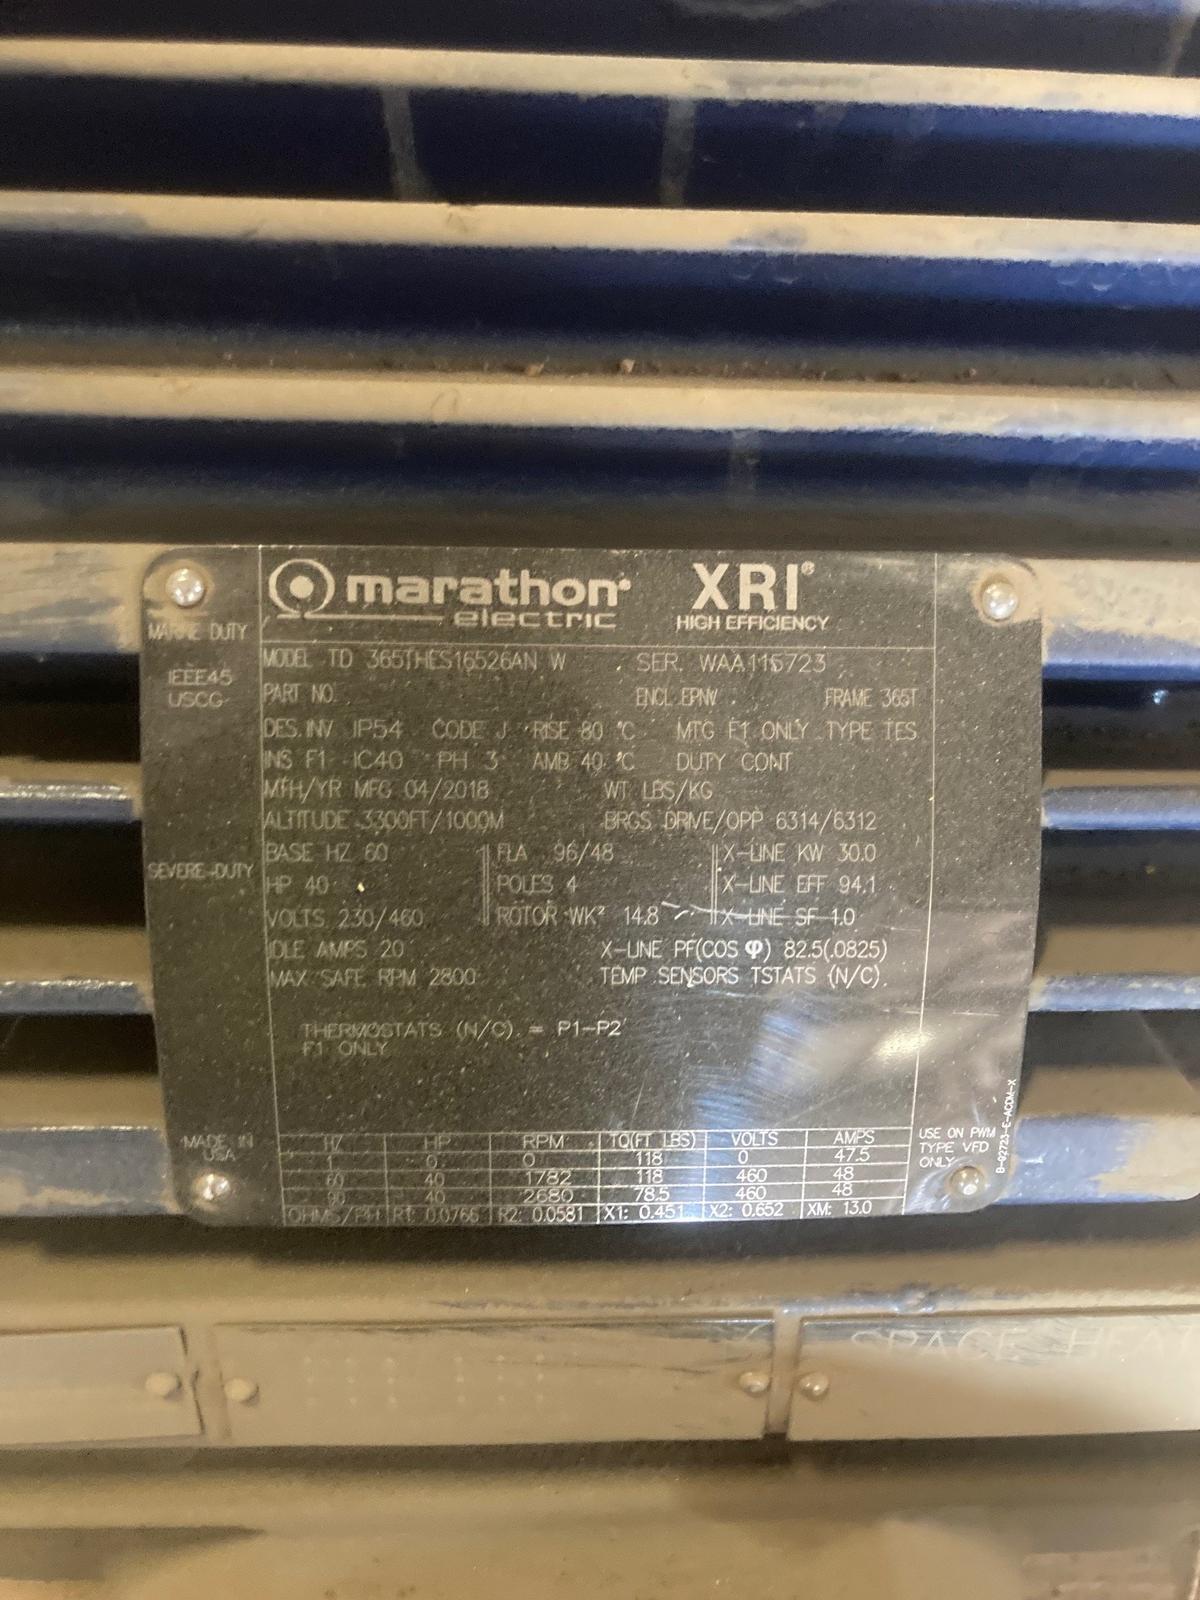 marathon®
electric
XRI®
HIGH EFFICIENCY
MARINE DUTY
IEEE45
USCG
SEVERE-DUTY
MADE IN
USA
MODEL TD 365THES16526AN W SER. WAA116723
PART NO. ENCL EPNV FRAME 365T
DES. INV IP54 CODE J RISE 80 °C MTG F1 ONLY TYPE TES
INS F1 IC40 PH 3 AMB 40 °C DUTY CONT
MTH/YR MFG 04/2018 WT LBS/KG
ALTITUDE 3300FT/1000M BRGS DRIVE/OPP 6314/6312
BASE HZ 60 FLA 96/48 X-LINE KW 30.0
HP 40 POLES 4 X-LINE EFF 94.1
VOLTS 230/460 ROTOR WK² 14.8 X-LINE SF 1.0
IDLE AMPS 20 X-LINE PF(COS φ) 82.5(.0825)
MAX SAFE RPM 2800 TEMP SENSORS TSTATS (N/C).
THERMOSTATS (N/C). = P1-P2
F1 ONLY
HZ HP RPM TQ(FT LBS) VOLTS AMPS
1 0 0 118 0 47.5
60 40 1782 118 460 48
90 40 2680 78.5 460 48
OHMS/PH R1: 0.0766 R2: 0.0581 X1: 0.451 X2: 0.652 XM: 13.0
USE ON PWM
TYPE VFD
ONLY
B-92723-E-ACDM-X
SPACE HEAT